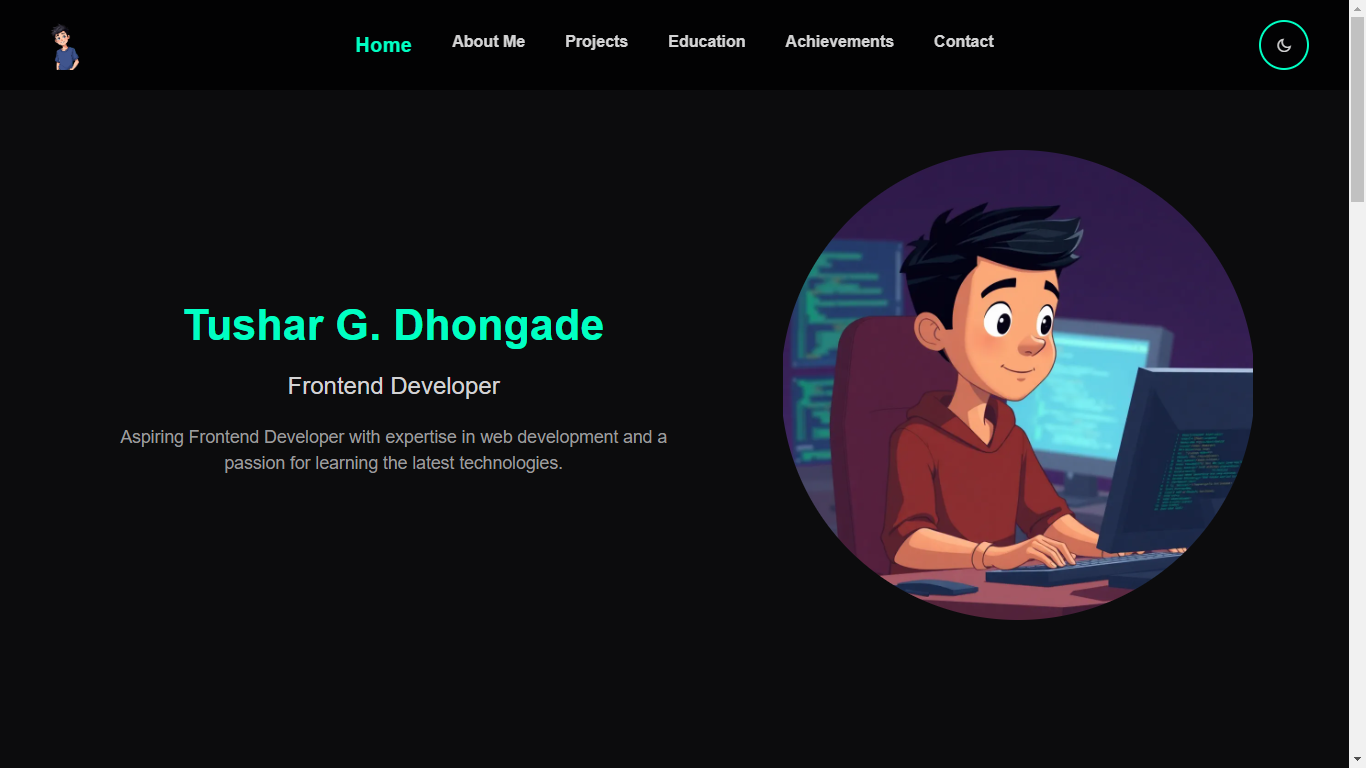 Home About Me Projects Education Achievements Contact
Tushar G. Dhongade
Frontend Developer
Aspiring Frontend Developer with expertise in web development and a
passion for learning the latest technologies.